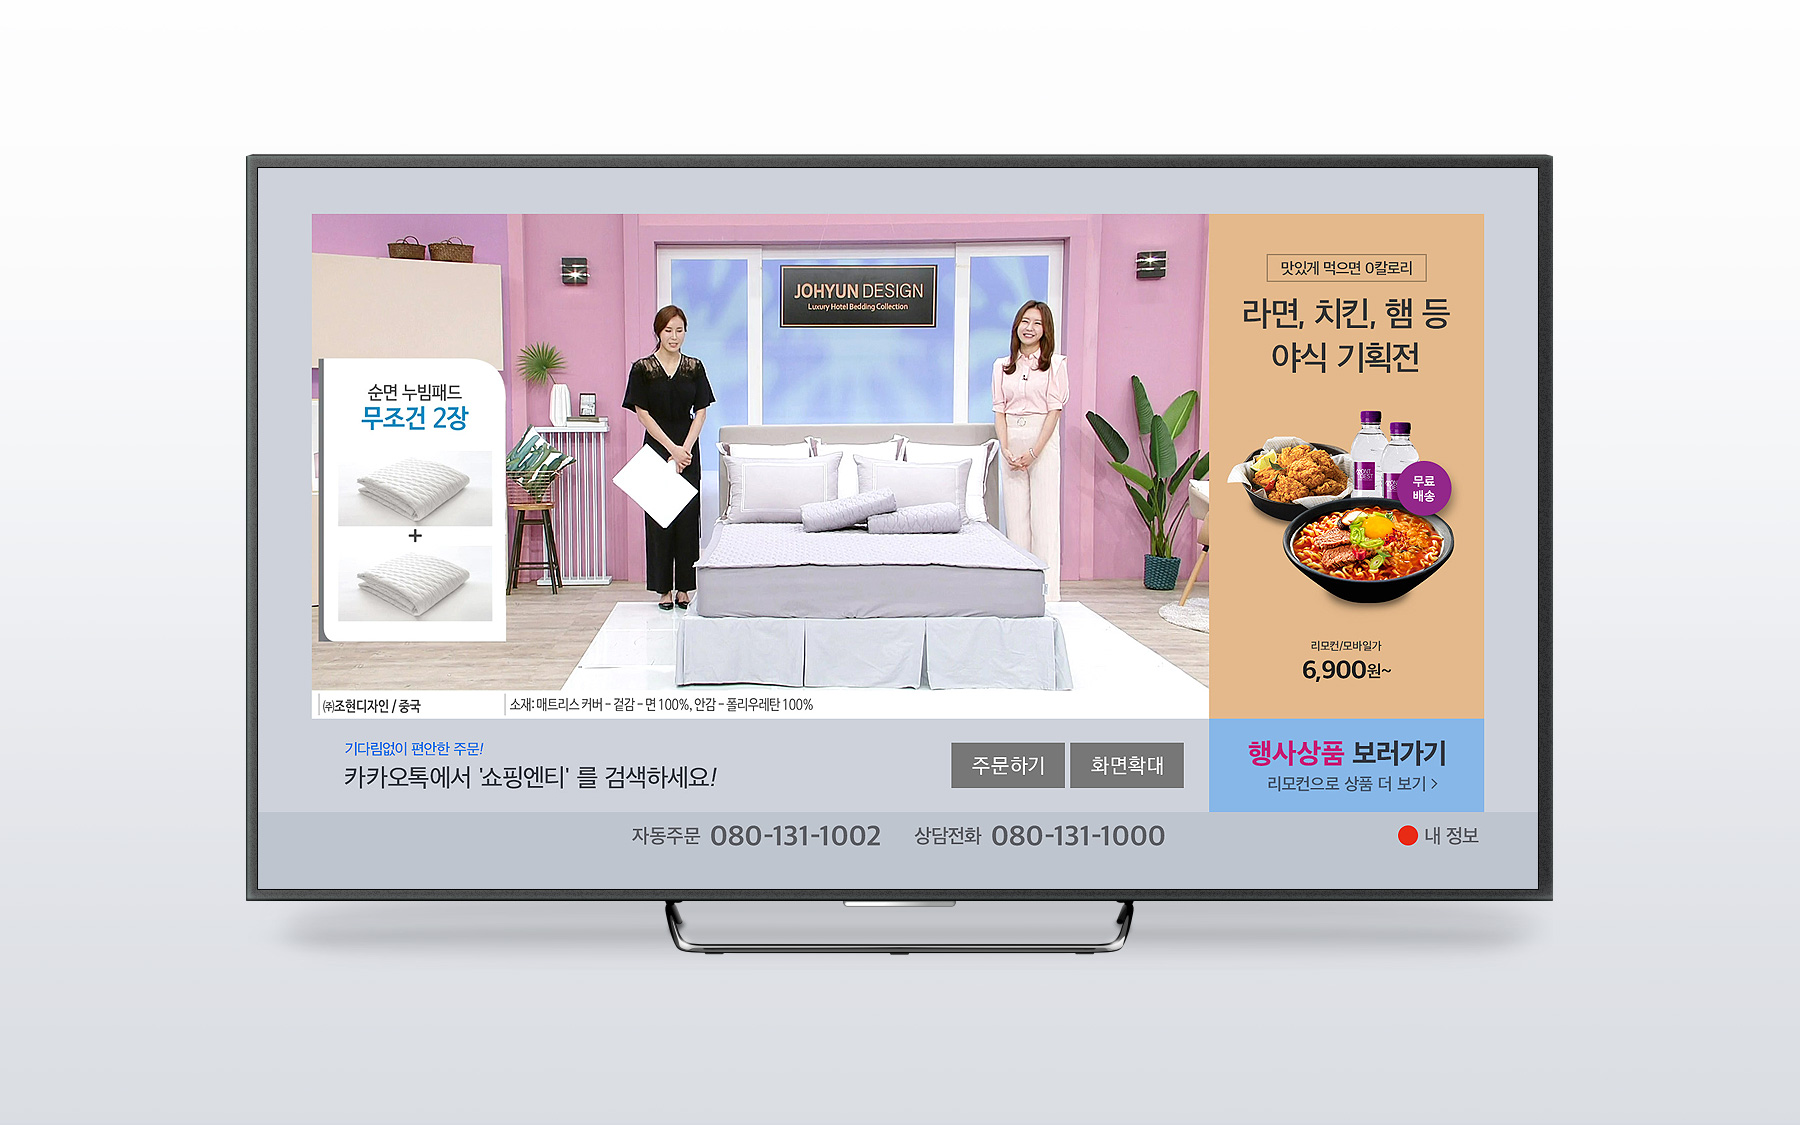 JOHYUN DESIGN
Luxury Hotel Bedding Collection
순면 누빔패드
무조건 2장
+
㈜조현디자인 / 중국
소재: 매트리스 커버 – 겉감 – 면 100%, 안감 – 폴리우레탄 100%
맛있게 먹으면 0칼로리
라면, 치킨, 햄 등
야식 기획전
무료
배송
리모컨/모바일가
6,900원~
기다림없이 편안한 주문!
카카오톡에서 '쇼핑엔티' 를 검색하세요!
주문하기
화면확대
행사상품 보러가기
리모컨으로 상품 더 보기 >
자동주문 080-131-1002 상담전화 080-131-1000
내 정보